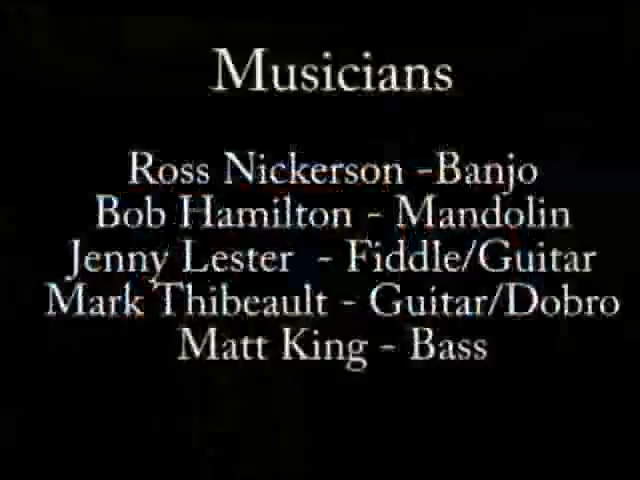 Musicians
Ross Nickerson -Banjo
Bob Hamilton - Mandolin
Jenny Lester - Fiddle/Guitar
Mark Thibeault - Guitar/Dobro
Matt King - Bass